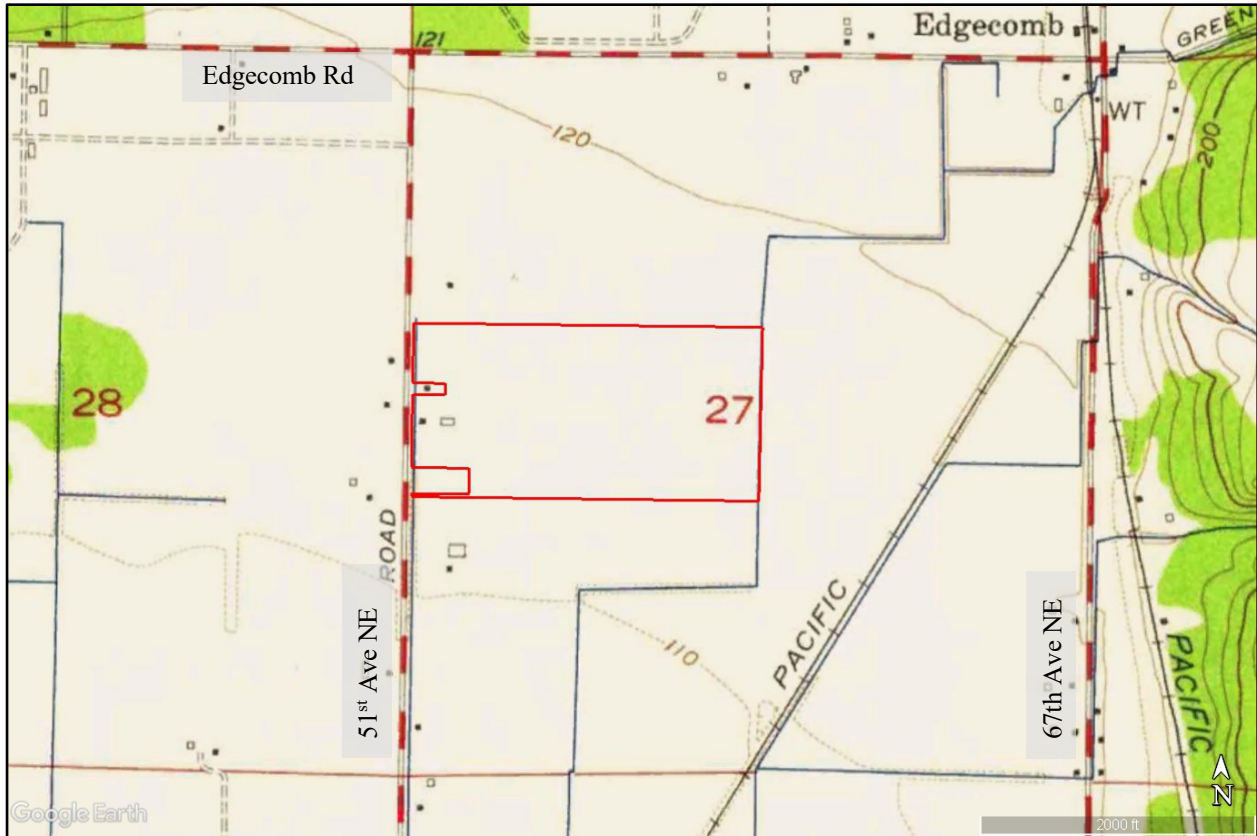 Edgecomb
GREEN
121
Edgecomb Rd
WT
120
200
28
27
ROAD
51st Ave NE
110
PACIFIC
67th Ave NE
PACIFIC
N
Google Earth
2000 ft